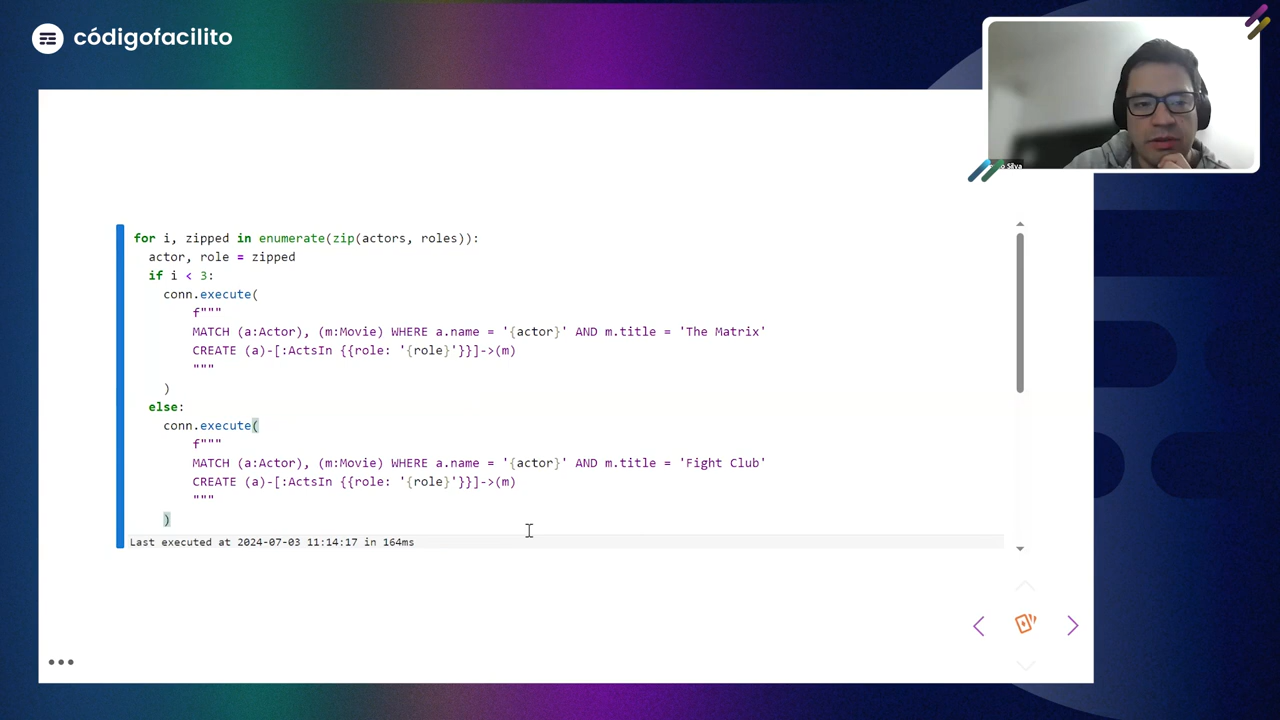 códigofacilito
Silva
for i, zipped in enumerate(zip(actors, roles)):
actor, role = zipped
if i < 3:
conn.execute(
f"""
MATCH (a:Actor), (m:Movie) WHERE a.name = '{actor}' AND m.title = 'The Matrix'
CREATE (a)-[:ActsIn {{role: '{role}'}}]->(m)
"""
)
else:
conn.execute(
f"""
MATCH (a:Actor), (m:Movie) WHERE a.name = '{actor}' AND m.title = 'Fight Club'
CREATE (a)-[:ActsIn {{role: '{role}'}}]->(m)
"""
)
Last executed at 2024-07-03 11:14:17 in 164ms